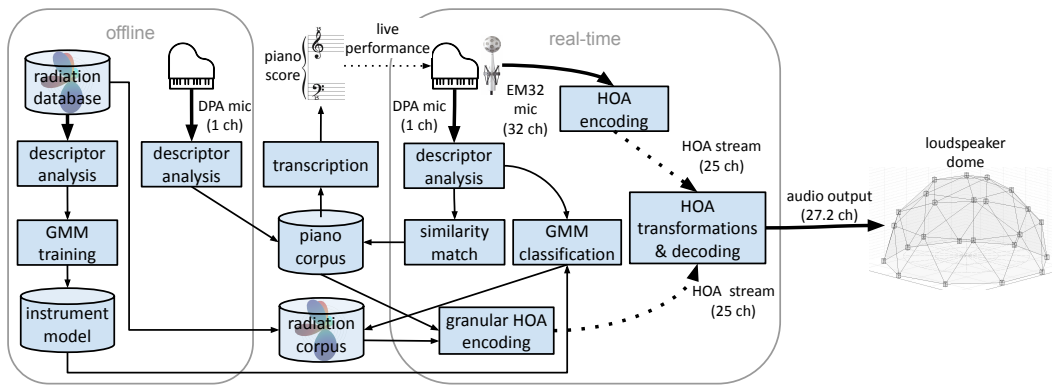 offline
real-time
radiation
database
DPA mic
(1 ch)
descriptor
analysis
descriptor
analysis
GMM
training
instrument
model
piano
score
live
performance
transcription
piano
corpus
radiation
corpus
DPA mic
(1 ch)
EM32
mic
(32 ch)
HOA
encoding
descriptor
analysis
similarity
match
GMM
classification
granular HOA
encoding
HOA stream
(25 ch)
HOA
transformations
& decoding
HOA stream
(25 ch)
audio output
(27.2 ch)
loudspeaker
dome